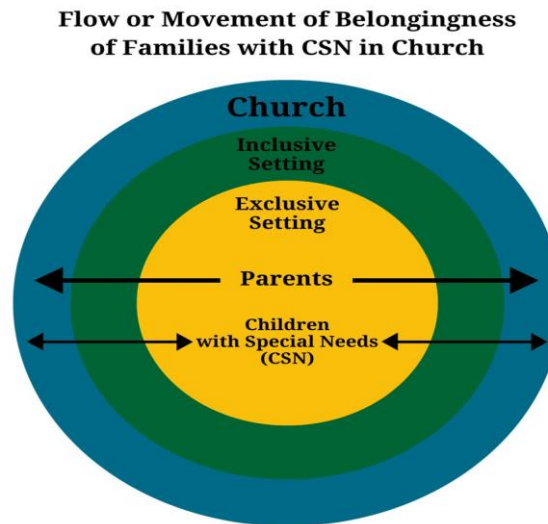 Flow or Movement of Belongingness
of Families with CSN in Church
Church
Inclusive
Setting
Exclusive
Setting
Parents
Children
with Special Needs
(CSN)